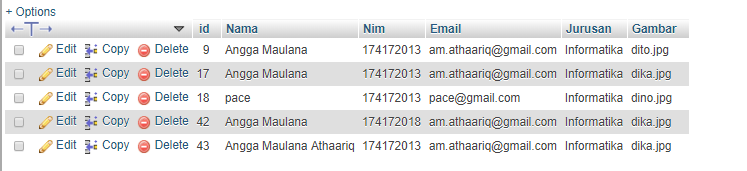 + Options
←T→ id Nama Nim Email Jurusan Gambar
Edit Copy Delete 9 Angga Maulana 174172013 am.athaariq@gmail.com Informatika dito.jpg
Edit Copy Delete 17 Angga Maulana 174172013 am.athaariq@gmail.com Informatika dika.jpg
Edit Copy Delete 18 pace 174172013 pace@gmail.com Informatika dino.jpg
Edit Copy Delete 42 Angga Maulana 174172018 am.athaariq@gmail.com Informatika dika.jpg
Edit Copy Delete 43 Angga Maulana Athaariq 174172013 am.athaariq@gmail.com Informatika dika.jpg